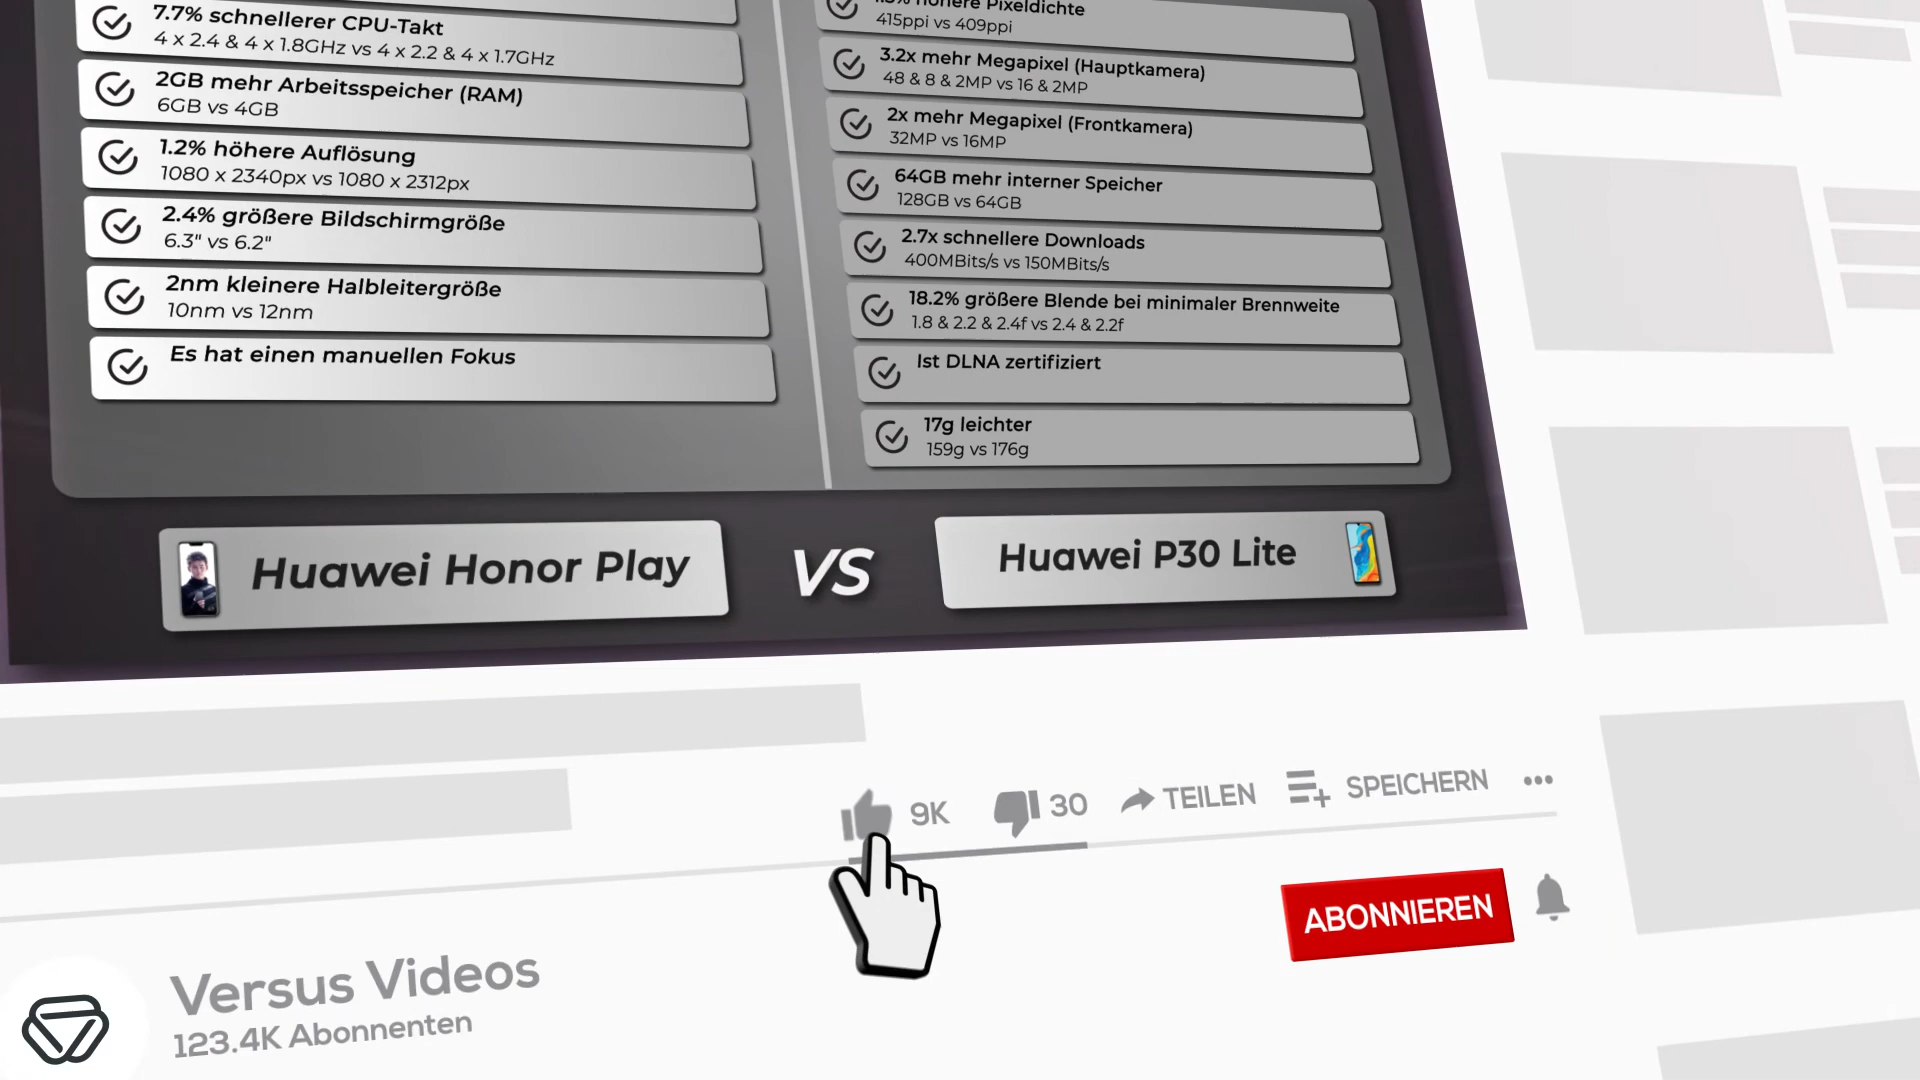 7.7% schnellerer CPU-Takt
4 x 2.4 & 4 x 1.8GHz vs 4 x 2.2 & 4 x 1.7GHz
2GB mehr Arbeitsspeicher (RAM)
6GB vs 4GB
1.2% höhere Auflösung
1080 x 2340px vs 1080 x 2312px
2.4% größere Bildschirmgröße
6.3" vs 6.2"
2nm kleinere Halbleitergröße
10nm vs 12nm
Es hat einen manuellen Fokus
höhere Pixeldichte
415ppi vs 409ppi
3.2x mehr Megapixel (Hauptkamera)
48 & 8 & 2MP vs 16 & 2MP
2x mehr Megapixel (Frontkamera)
32MP vs 16MP
64GB mehr interner Speicher
128GB vs 64GB
2.7x schnellere Downloads
400MBits/s vs 150MBits/s
18.2% größere Blende bei minimaler Brennweite
1.8 & 2.2 & 2.4f vs 2.4 & 2.2f
Ist DLNA zertifiziert
17g leichter
159g vs 176g
Huawei Honor Play
VS
Huawei P30 Lite
9K
30
TEILEN
SPEICHERN
ABONNIEREN
Versus Videos
123.4K Abonnenten